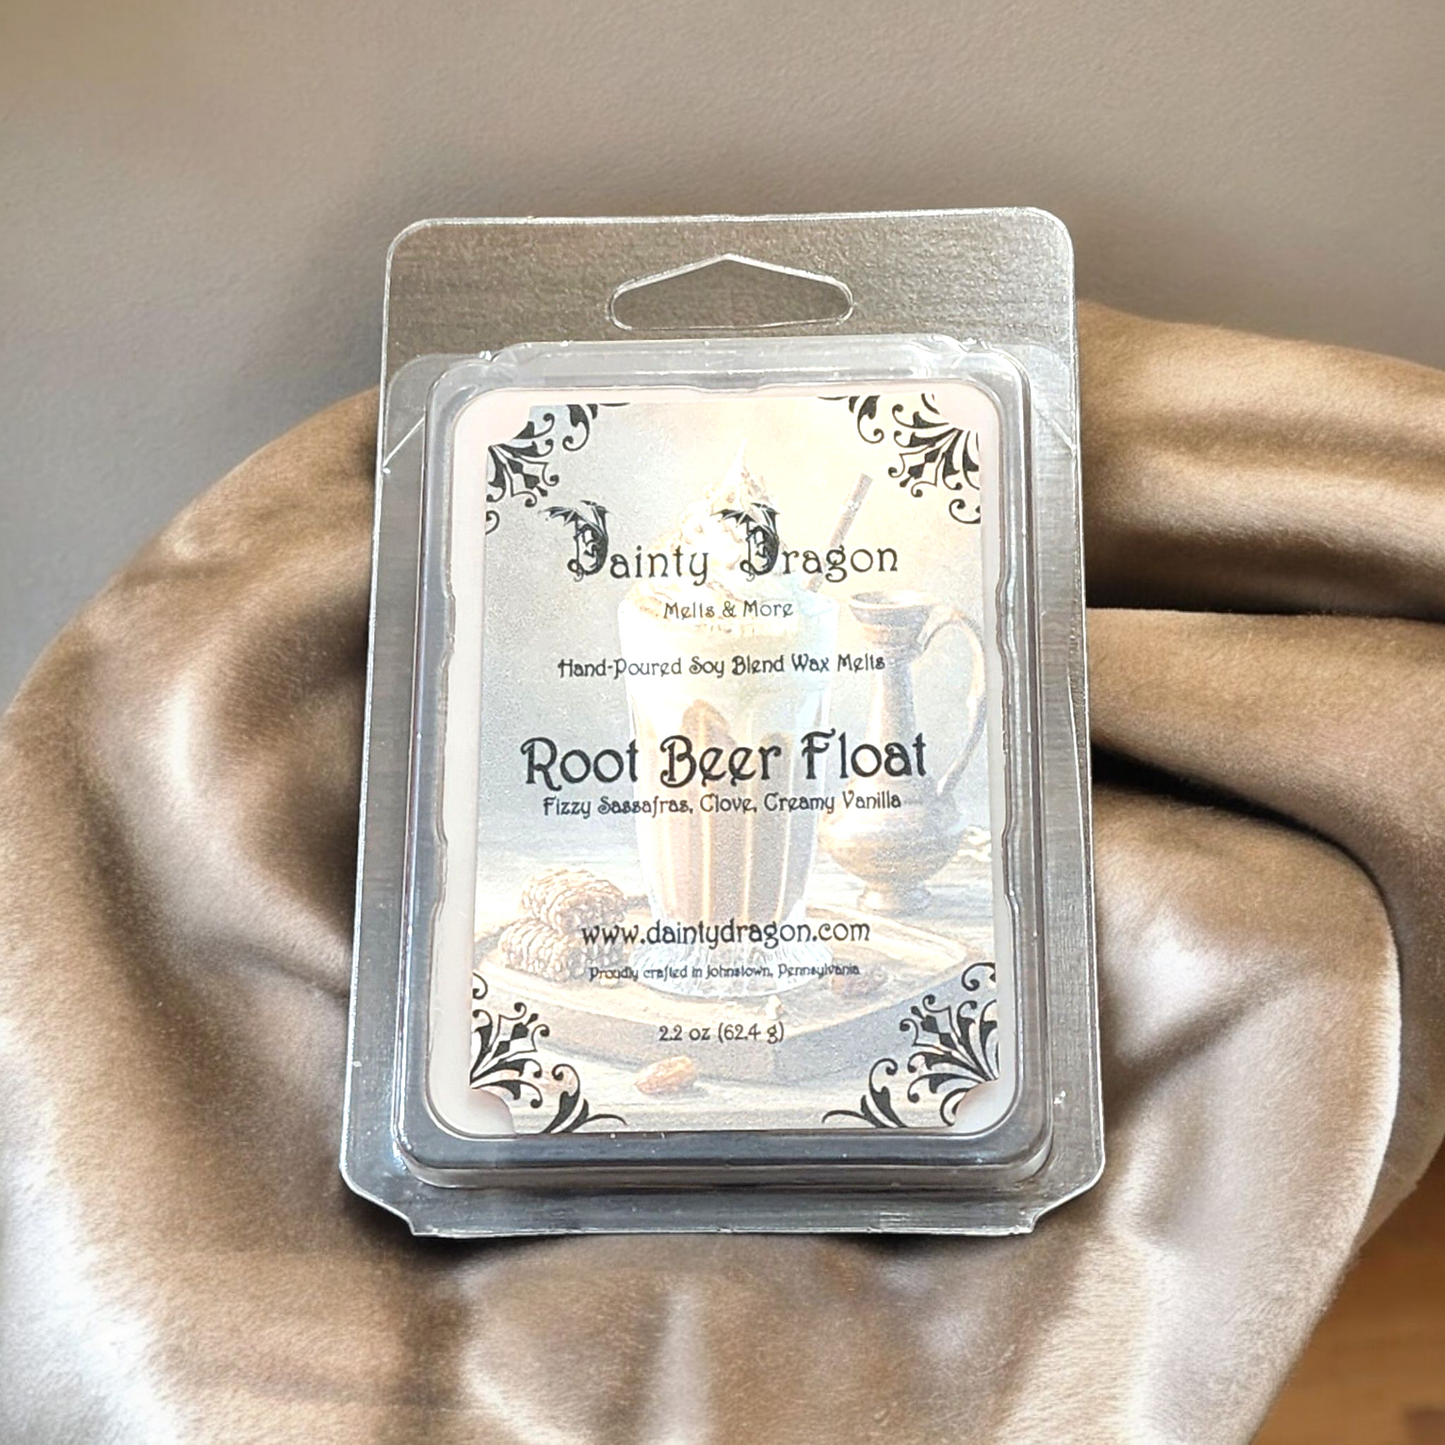 Dainty Dragon
Melts & More
Hand-Poured Soy Blend Wax Melts
Root Beer Float
Fizzy Sassafras, Clove, Creamy Vanilla
www.daintydragon.com
Proudly crafted in Johnstown, Pennsylvania
2.2 oz (62.4 g)